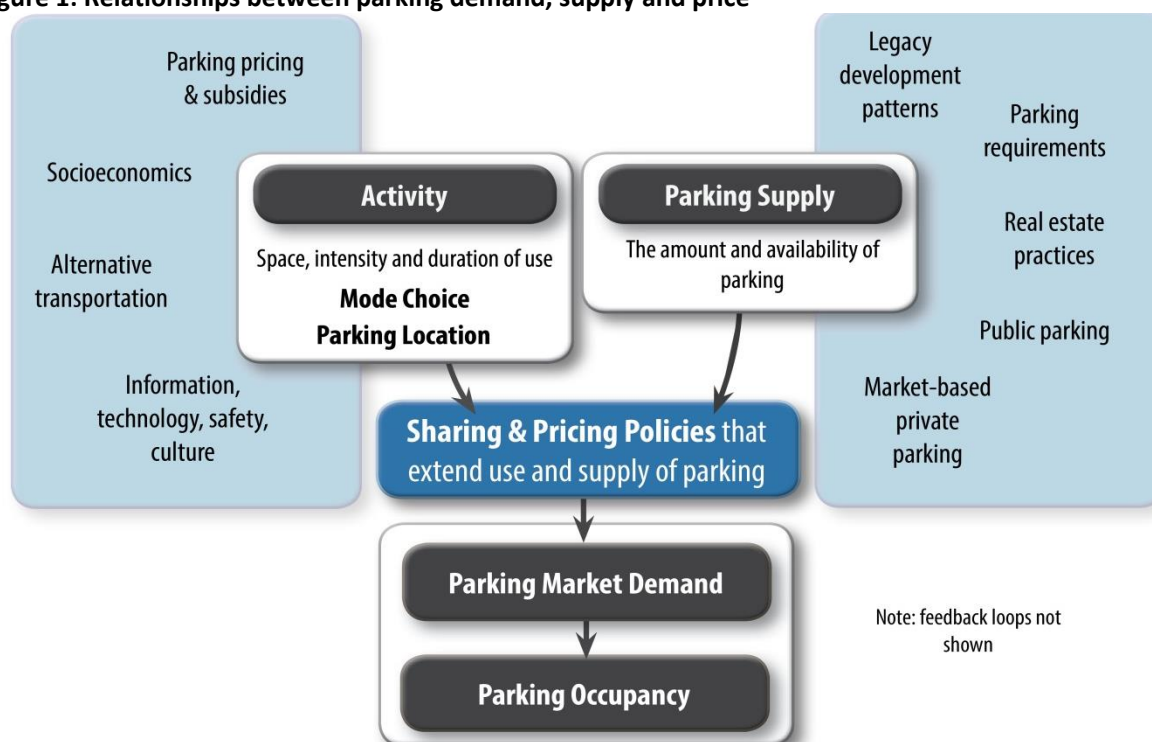 gure 1: Relationships between parking demand, supply and price
Parking pricing
& subsidies
Socioeconomics
Alternative
transportation
Information,
technology, safety,
culture
Activity
Space, intensity and duration of use
Mode Choice
Parking Location
Parking Supply
The amount and availability of
parking
Legacy
development
patterns
Parking
requirements
Real estate
practices
Public parking
Market-based
private
parking
Sharing & Pricing Policies that
extend use and supply of parking
Parking Market Demand
Parking Occupancy
Note: feedback loops not
shown